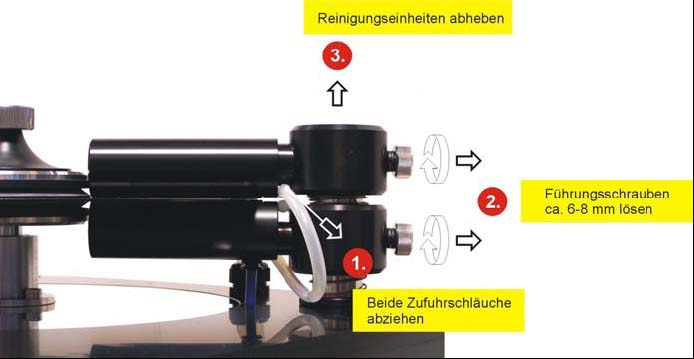 Reinigungseinheiten abheben
3.
2.
Führungsschrauben
ca. 6-8 mm lösen
1.
Beide Zufuhrschläuche
abziehen